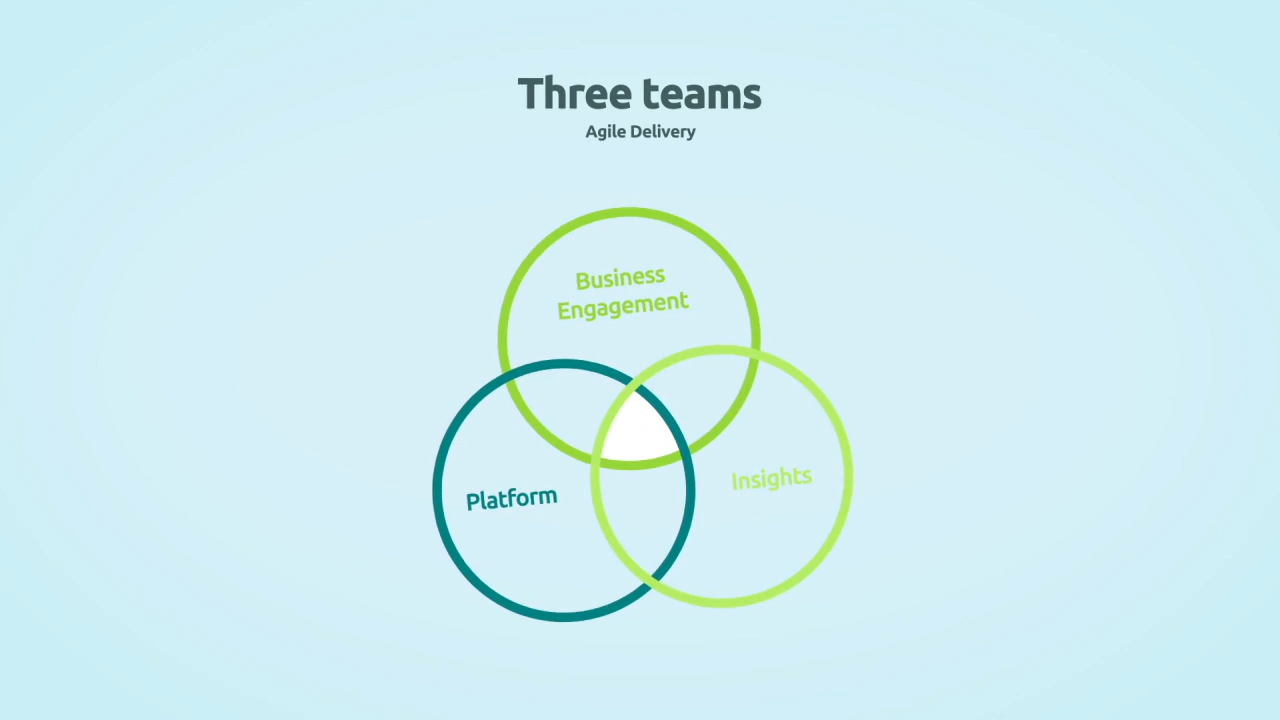 Three teams
Agile Delivery
Business
Engagement
Platform
Insights